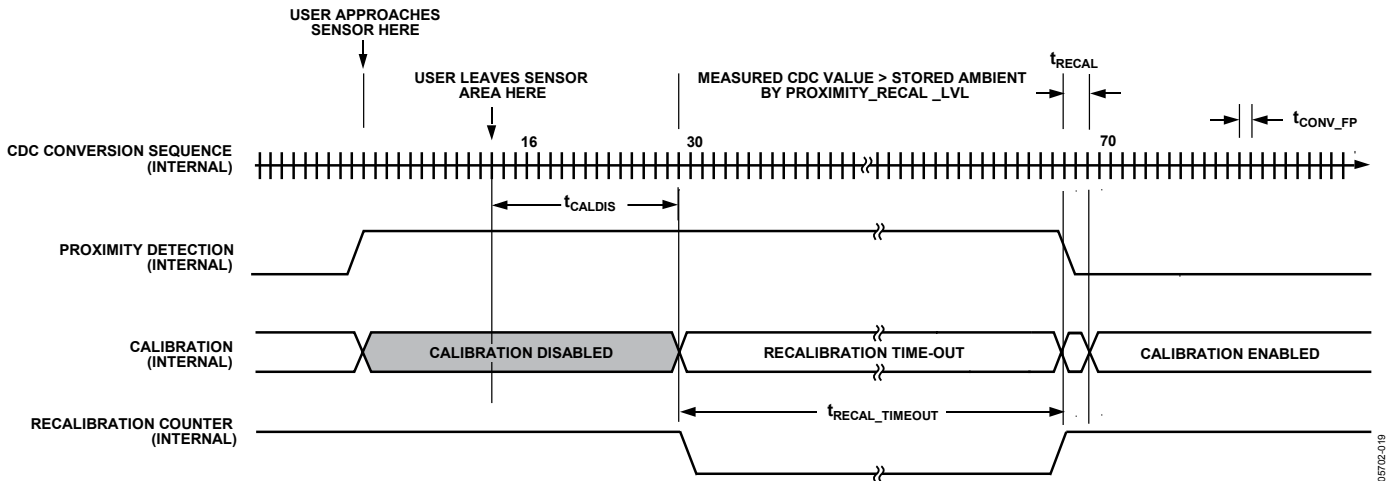 USER APPROACHES
SENSOR HERE
USER LEAVES SENSOR
AREA HERE
MEASURED CDC VALUE > STORED AMBIENT
BY PROXIMITY_RECAL _LVL
tRECAL
tCONV_FP
CDC CONVERSION SEQUENCE
(INTERNAL)
16
30
70
tCALDIS
PROXIMITY DETECTION
(INTERNAL)
CALIBRATION
(INTERNAL)
CALIBRATION DISABLED
RECALIBRATION TIME-OUT
CALIBRATION ENABLED
RECALIBRATION COUNTER
(INTERNAL)
tRECAL_TIMEOUT
05702-019